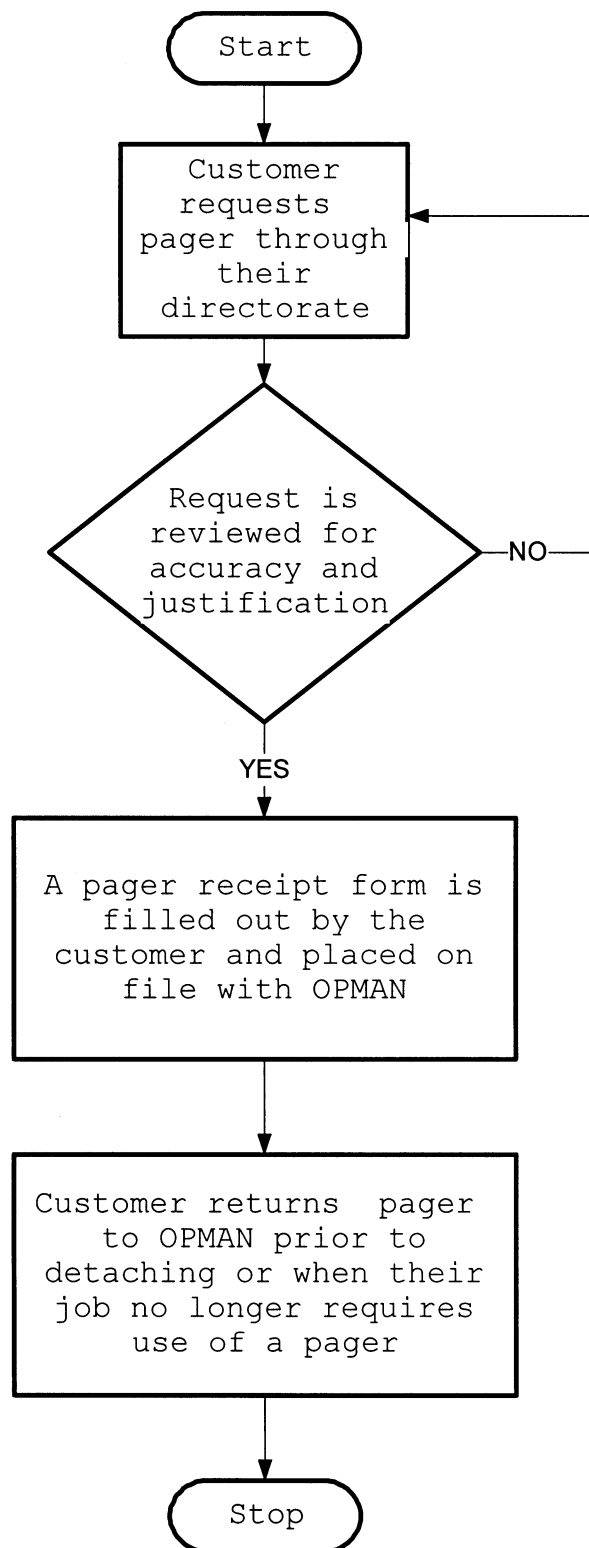 Start
Customer
requests
pager through
their
directorate
Request is
reviewed for
accuracy and
justification
NO
YES
A pager receipt form is
filled out by the
customer and placed on
file with OPMAN
Customer returns pager
to OPMAN prior to
detaching or when their
job no longer requires
use of a pager
Stop